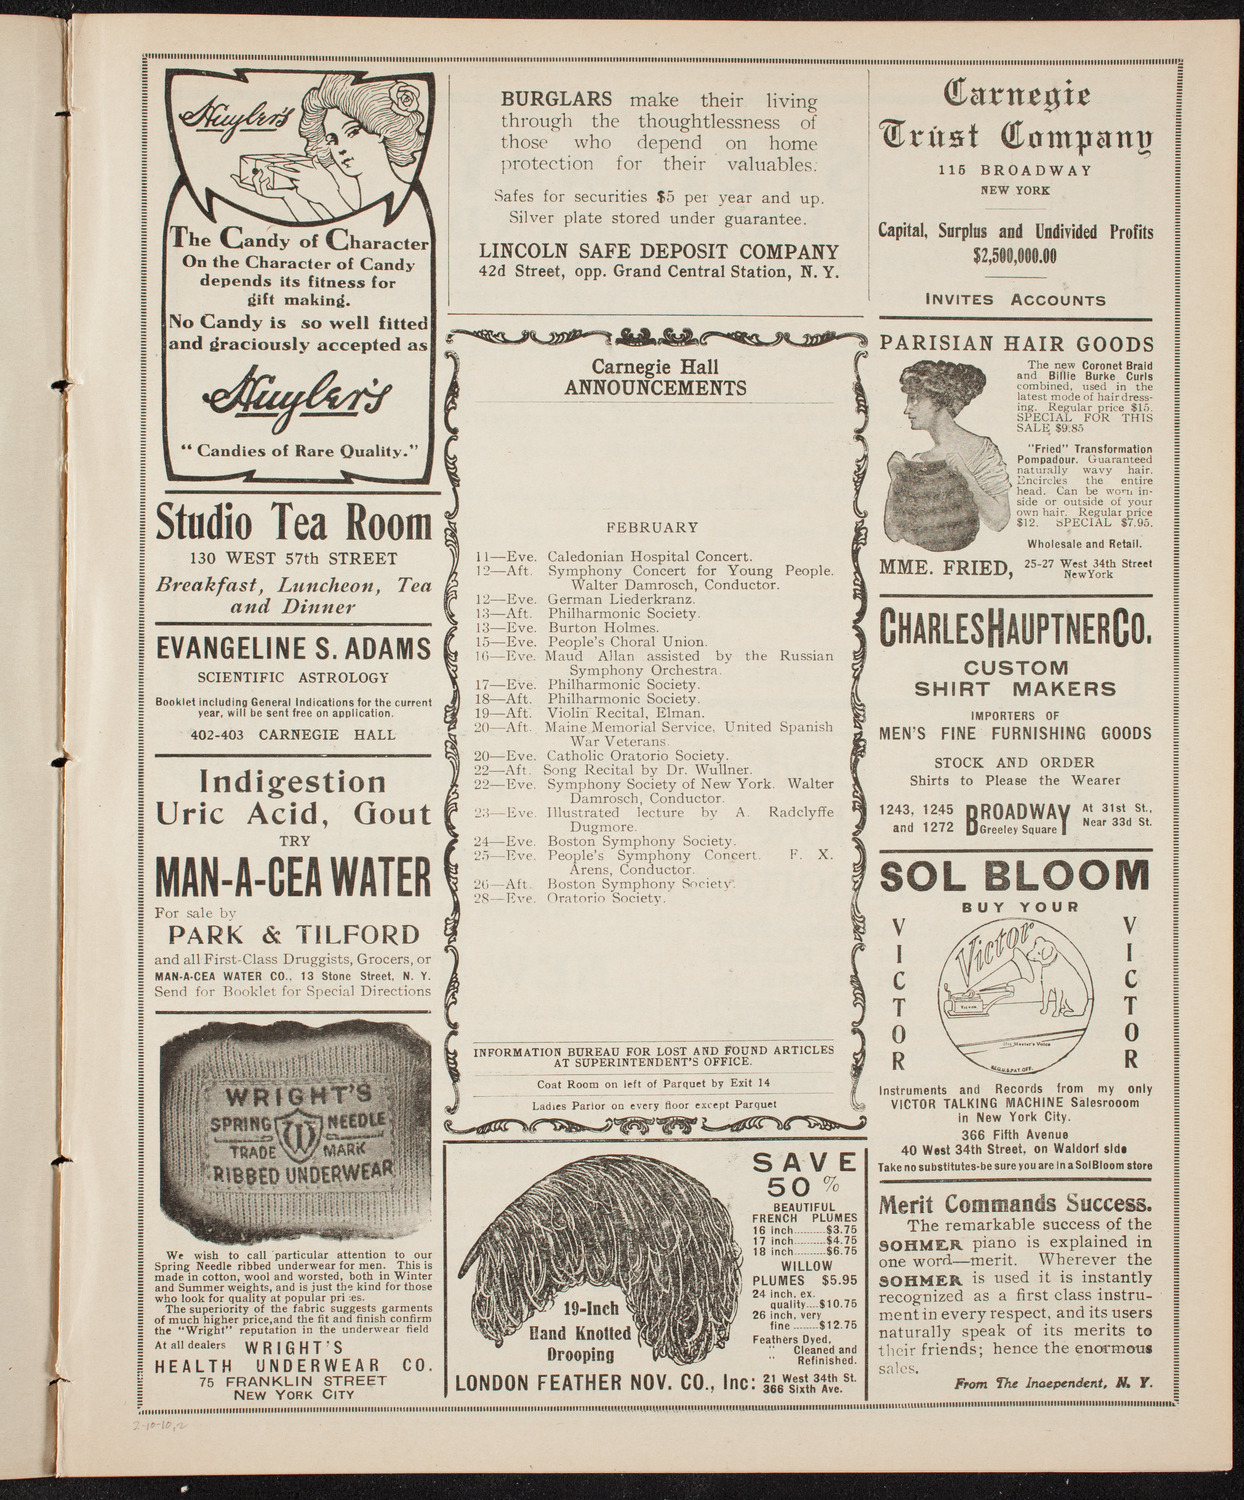 Huyler's
The Candy of Character
On the Character of Candy
depends its fitness for
gift making.
No Candy is so well fitted
and graciously accepted as
Huyler's
"Candies of Rare Quality."
Studio Tea Room
130 WEST 57th STREET
Breakfast, Luncheon, Tea
and Dinner
EVANGELINE S. ADAMS
SCIENTIFIC ASTROLOGY
Booklet including General Indications for the current
year, will be sent free on application.
402-403 CARNEGIE HALL
Indigestion
Uric Acid, Gout
TRY
MAN-A-CEA WATER
For sale by
PARK & TILFORD
and all First-Class Druggists, Grocers, or
MAN-A-CEA WATER CO., 13 Stone Street, N. Y.
Send for Booklet for Special Directions
WRIGHT'S
SPRING NEEDLE
W
TRADE MARK
RIBBED UNDERWEAR
We wish to call particular attention to our
Spring Needle ribbed underwear for men. This is
made in cotton, wool and worsted, both in Winter
and Summer weights, and is just the kind for those
who look for quality at popular prices.
The superiority of the fabric suggests garments
of much higher price, and the fit and finish confirm
the "Wright" reputation in the underwear field
At all dealers WRIGHT'S
HEALTH UNDERWEAR CO.
75 FRANKLIN STREET
NEW YORK CITY
2-10-10,2
BURGLARS make their living
through the thoughtlessness of
those who depend on home
protection for their valuables.
Safes for securities $5 per year and up.
Silver plate stored under guarantee.
LINCOLN SAFE DEPOSIT COMPANY
42d Street, opp. Grand Central Station, N. Y.
Carnegie Hall
ANNOUNCEMENTS
FEBRUARY
11—Eve. Caledonian Hospital Concert.
12—Aft. Symphony Concert for Young People.
Walter Damrosch, Conductor.
12—Eve. German Liederkranz.
13—Aft. Philharmonic Society.
13—Eve. Burton Holmes.
15—Eve. People's Choral Union.
16—Eve. Maud Allan assisted by the Russian
Symphony Orchestra.
17—Eve. Philharmonic Society.
18—Aft. Philharmonic Society.
19—Aft. Violin Recital, Elman.
20—Aft. Maine Memorial Service, United Spanish
War Veterans.
20—Eve. Catholic Oratorio Society.
22—Aft. Song Recital by Dr. Wullner.
22—Eve. Symphony Society of New York. Walter
Damrosch, Conductor.
23—Eve. Illustrated lecture by A. Radclyffe
Dugmore.
24—Eve. Boston Symphony Society.
25—Eve. People's Symphony Concert. F. X.
Arens, Conductor.
26—Aft. Boston Symphony Society.
28—Eve. Oratorio Society.
INFORMATION BUREAU FOR LOST AND FOUND ARTICLES
AT SUPERINTENDENT'S OFFICE.
Coat Room on left of Parquet by Exit 14
Ladies Parlor on every floor except Parquet
SAVE
50 %
BEAUTIFUL
FRENCH PLUMES
16 inch..........$3.75
17 inch..........$4.75
18 inch..........$6.75
WILLOW
PLUMES $5.95
24 inch, ex.
quality....$10.75
26 inch, very
fine ........$12.75
Feathers Dyed,
" Cleaned and
" Refinished.
19-Inch
Hand Knotted
Drooping
LONDON FEATHER NOV. CO., Inc: 21 West 34th St.
366 Sixth Ave.
Carnegie
Trust Company
115 BROADWAY
NEW YORK
Capital, Surplus and Undivided Profits
$2,500,000.00
INVITES ACCOUNTS
PARISIAN HAIR GOODS
The new Coronet Braid
and Billie Burke Curls
combined, used in the
latest mode of hair dress-
ing. Regular price $15.
SPECIAL FOR THIS
SALE, $9.85
"Fried" Transformation
Pompadour. Guaranteed
naturally wavy hair.
Encircles the entire
head. Can be worn in-
side or outside of your
own hair. Regular price
$12. SPECIAL $7.95.
Wholesale and Retail.
MME. FRIED, 25-27 West 34th Street
New York
CHARLES HAUPTNER CO.
CUSTOM
SHIRT MAKERS
IMPORTERS OF
MEN'S FINE FURNISHING GOODS
STOCK AND ORDER
Shirts to Please the Wearer
1243, 1245
and 1272
BROADWAY
Greeley Square
At 31st St.,
Near 33d St.
SOL BLOOM
BUY YOUR
VICTOR
Victor
VICTOR
His Master's Voice
REG.U.S.PAT.OFF.
Instruments and Records from my only
VICTOR TALKING MACHINE Salesrooom
in New York City.
366 Fifth Avenue
40 West 34th Street, on Waldorf side
Take no substitutes-be sure you are in a Sol Bloom store
Merit Commands Success.
The remarkable success of the
SOHMER piano is explained in
one word—merit. Wherever the
SOHMER is used it is instantly
recognized as a first class instru-
ment in every respect, and its users
naturally speak of its merits to
their friends; hence the enormous
sales.
From The Independent, N. Y.